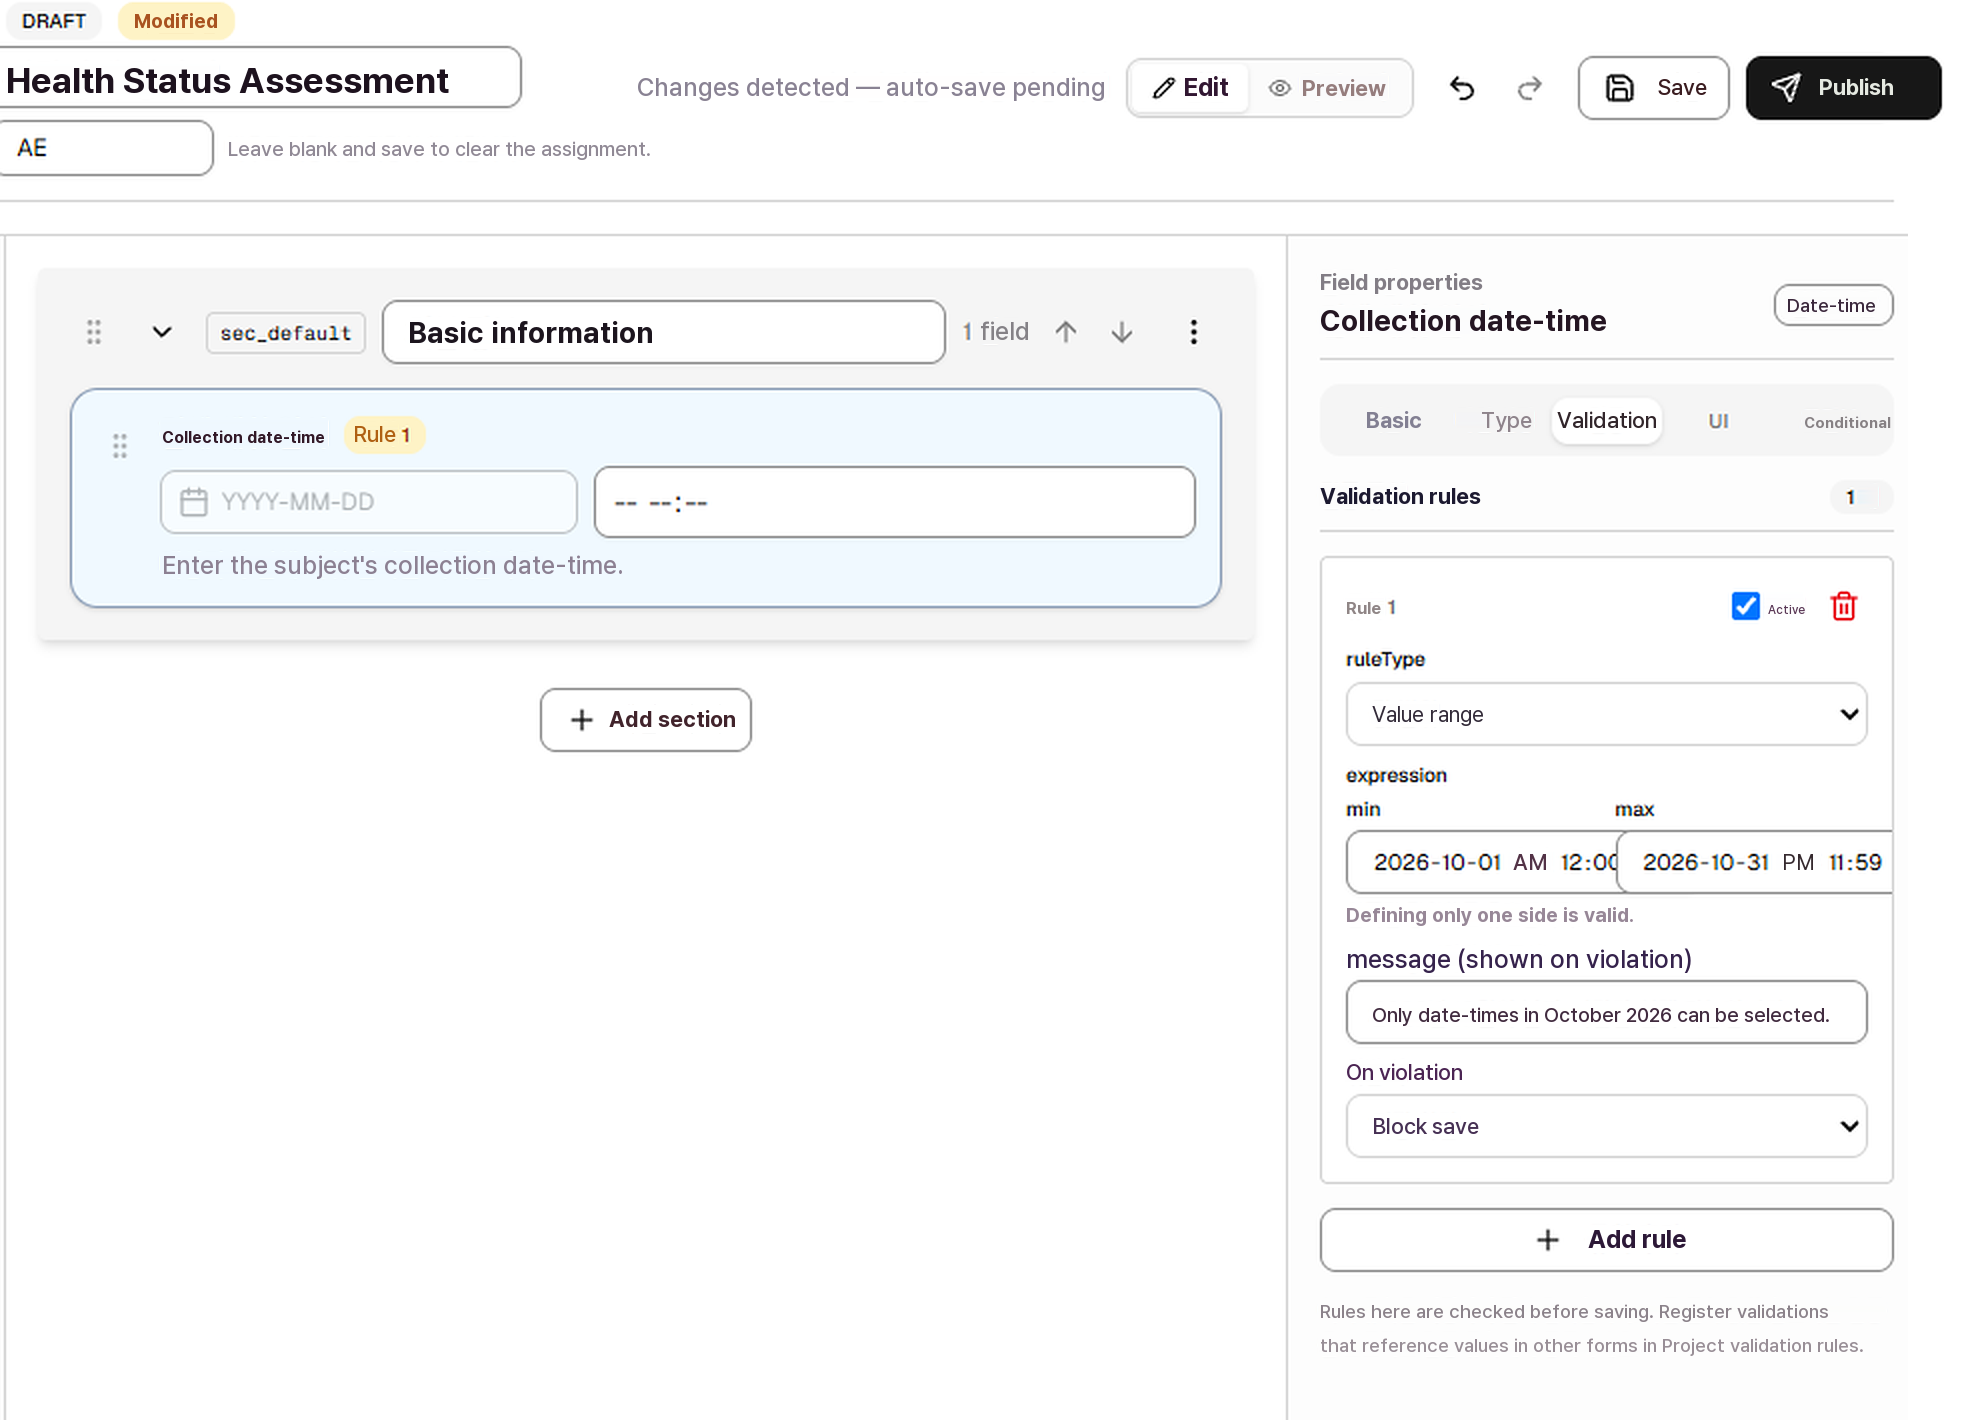 DRAFT Modified
Health Status Assessment
Changes detected — auto-save pending Edit Preview Save Publish
AE Leave blank and save to clear the assignment.
sec_default Basic information 1 field
Collection date-time Rule 1
YYYY-MM-DD -- --:--
Enter the subject's collection date-time.
Add section
Field properties
Collection date-time Date-time
Basic Type Validation UI Conditional
Validation rules 1
Rule 1 Active
ruleType
Value range
expression
min max
2026-10-01 AM 12:00 2026-10-31 PM 11:59
Defining only one side is valid.
message (shown on violation)
Only date-times in October 2026 can be selected.
On violation
Block save
Add rule
Rules here are checked before saving. Register validations
that reference values in other forms in Project validation rules.